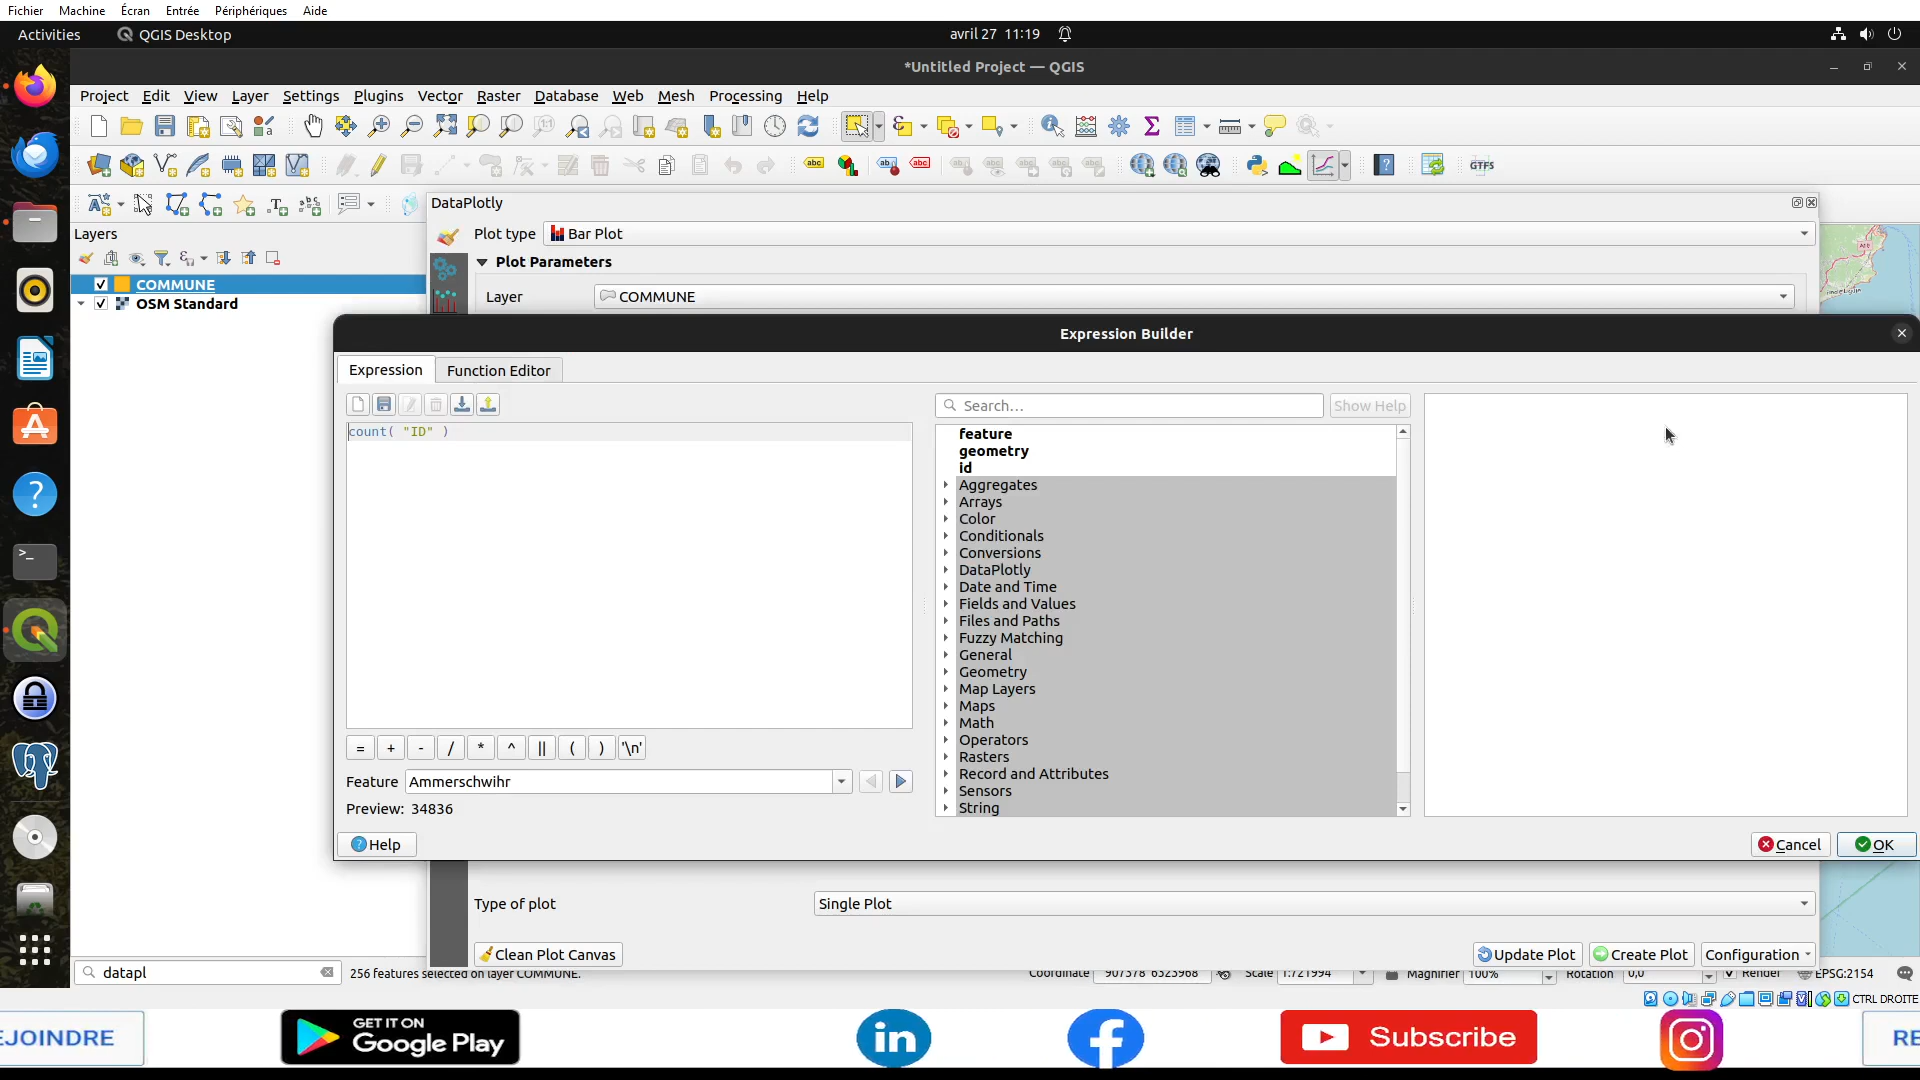 Fichier Machine Écran Entrée Périphériques Aide
Activities QGIS Desktop avril 27 11:19
*Untitled Project — QGIS
Project Edit View Layer Settings Plugins Vector Raster Database Web Mesh Processing Help
GTFS
DataPlotly
Layers
Plot type Bar Plot
Plot Parameters
COMMUNE
Layer COMMUNE
OSM Standard
Expression Builder
Expression Function Editor
Search… Show Help
count( "ID" )
feature
geometry
id
Aggregates
Arrays
Color
Conditionals
Conversions
DataPlotly
Date and Time
Fields and Values
Files and Paths
Fuzzy Matching
General
Geometry
Map Layers
Maps
Math
Operators
Rasters
Record and Attributes
Sensors
String
= + - / * ^ || ( ) '\n'
Feature Ammerschwihr
Preview: 34836
Help Cancel OK
Type of plot Single Plot
Clean Plot Canvas Update Plot Create Plot Configuration
datapl 256 features selected on layer COMMUNE. Coordinate 907378 6323968 Scale 1:721994 Magnifier 100% Rotation 0,0 Render EPSG:2154
CTRL DROITE
EJOINDRE GET IT ON Google Play in f Subscribe RE